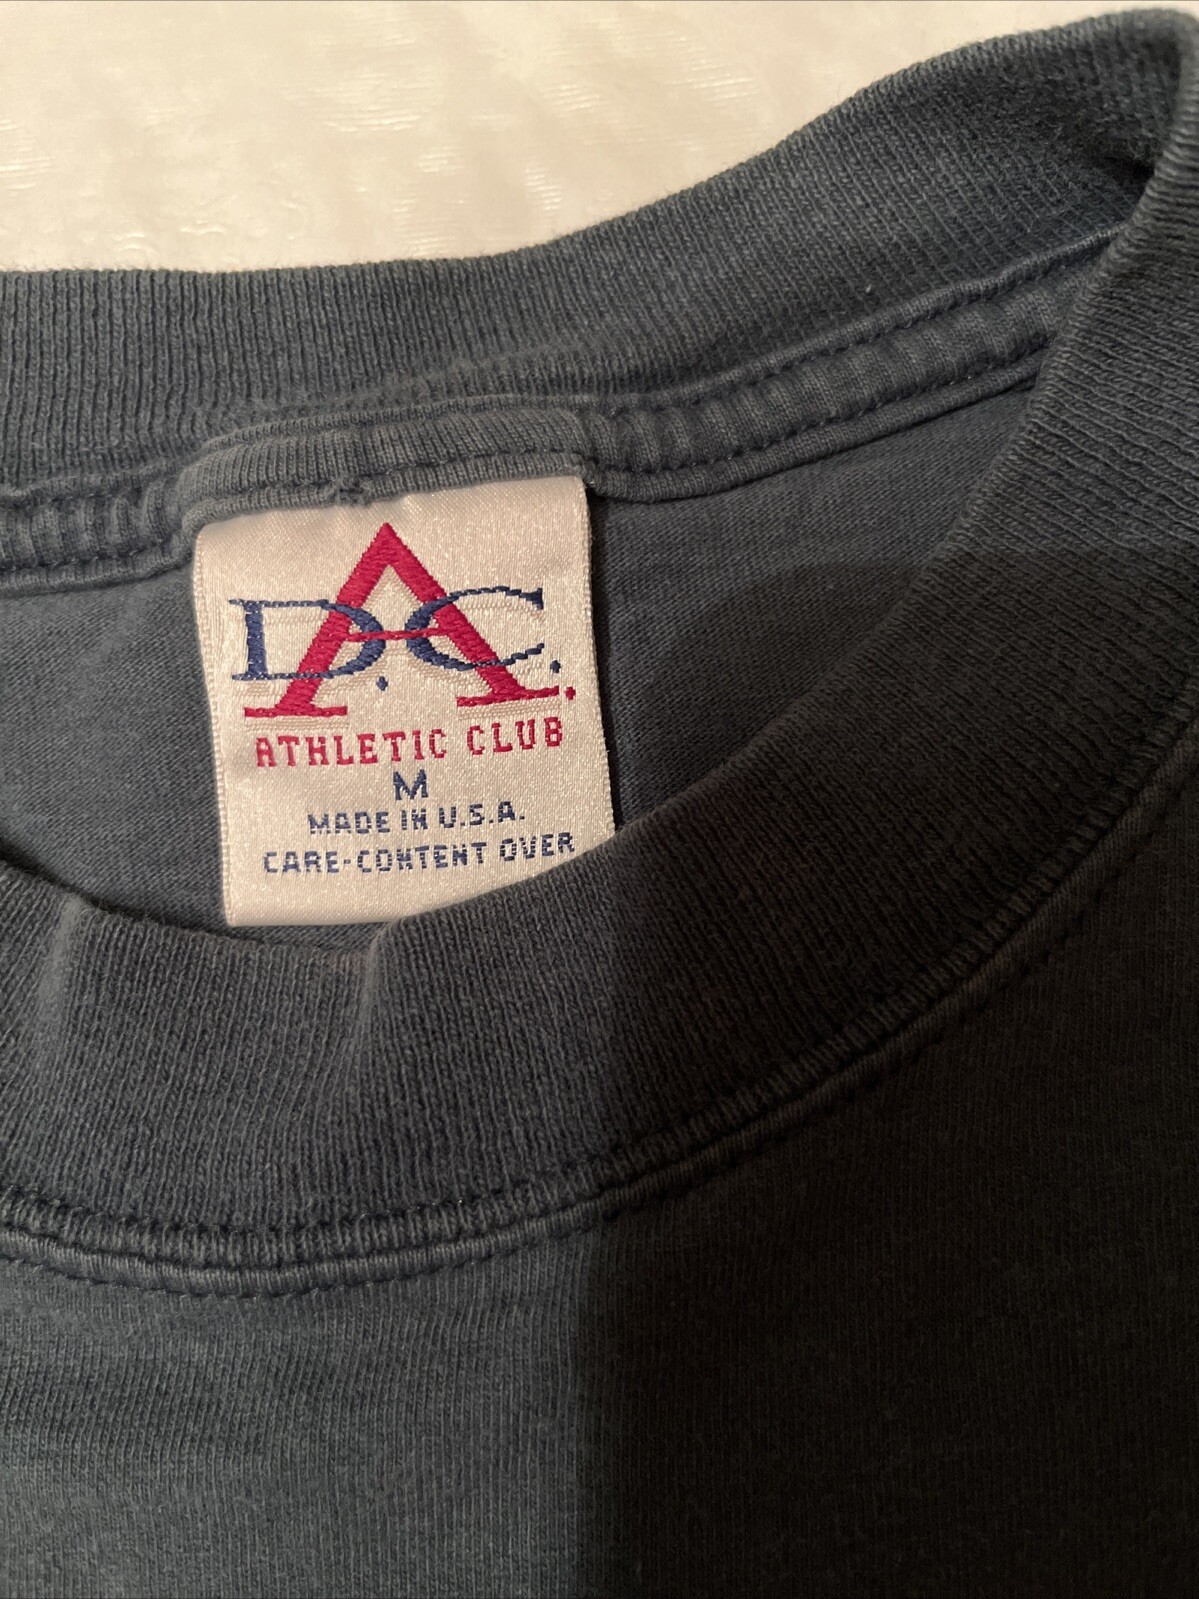 D.A.C.
ATHLETIC CLUB
M
MADE IN U.S.A.
CARE-CONTENT OVER